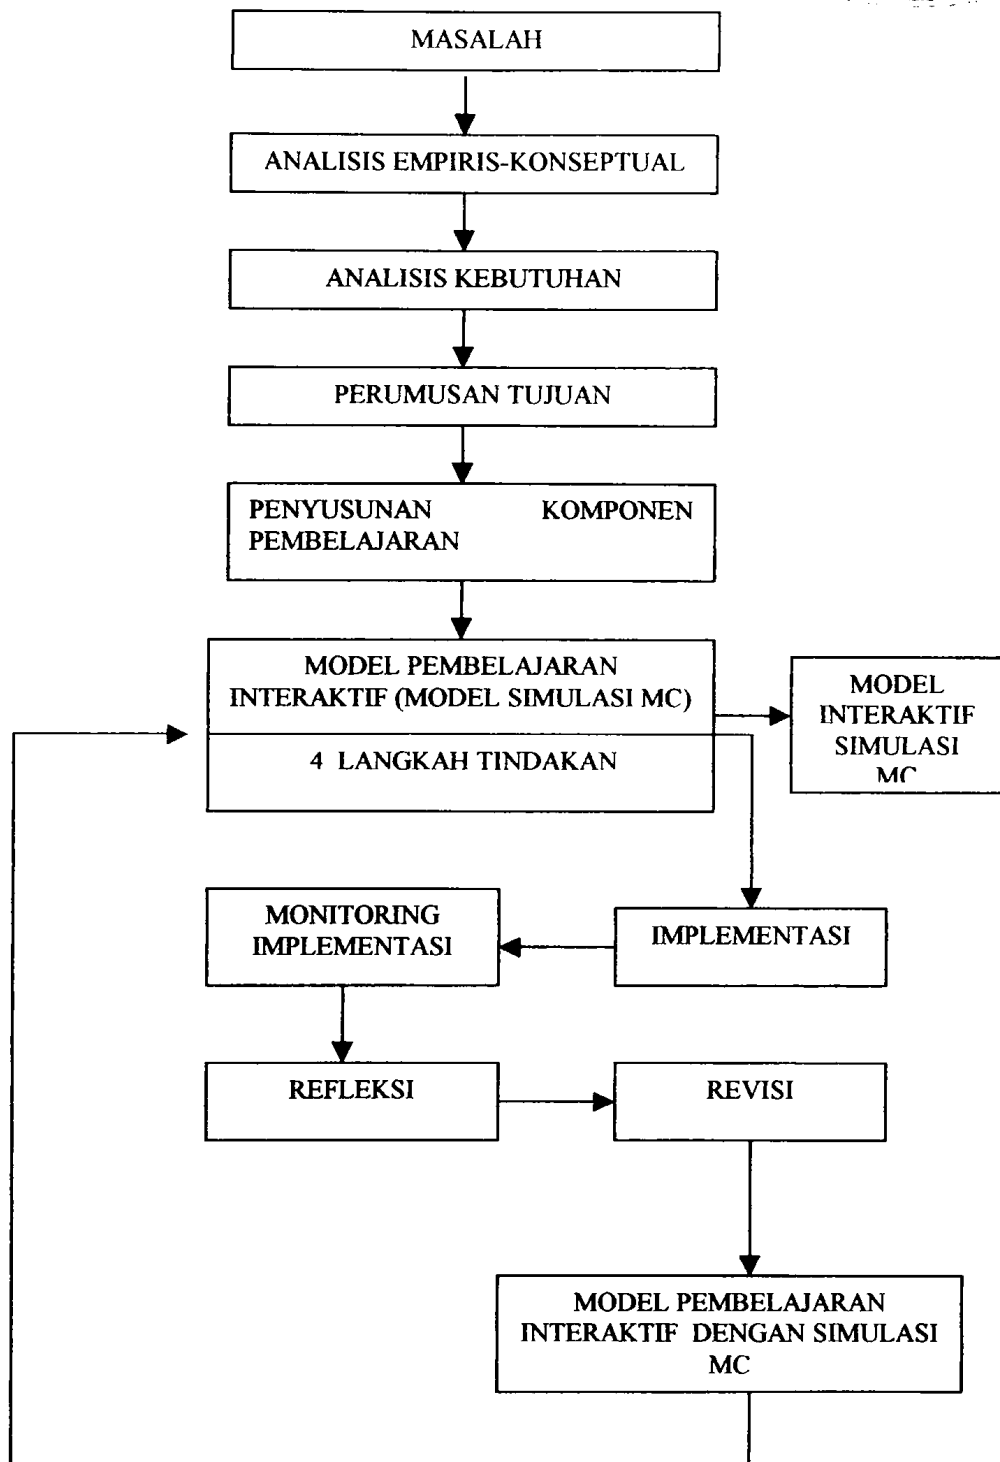 MASALAH
ANALISIS EMPIRIS-KONSEPTUAL
ANALISIS KEBUTUHAN
PERUMUSAN TUJUAN
PENYUSUNAN KOMPONEN
PEMBELAJARAN
MODEL PEMBELAJARAN
INTERAKTIF (MODEL SIMULASI MC)
4 LANGKAH TINDAKAN
MODEL
INTERAKTIF
SIMULASI
MC
IMPLEMENTASI
MONITORING
IMPLEMENTASI
REFLEKSI
REVISI
MODEL PEMBELAJARAN
INTERAKTIF DENGAN SIMULASI
MC